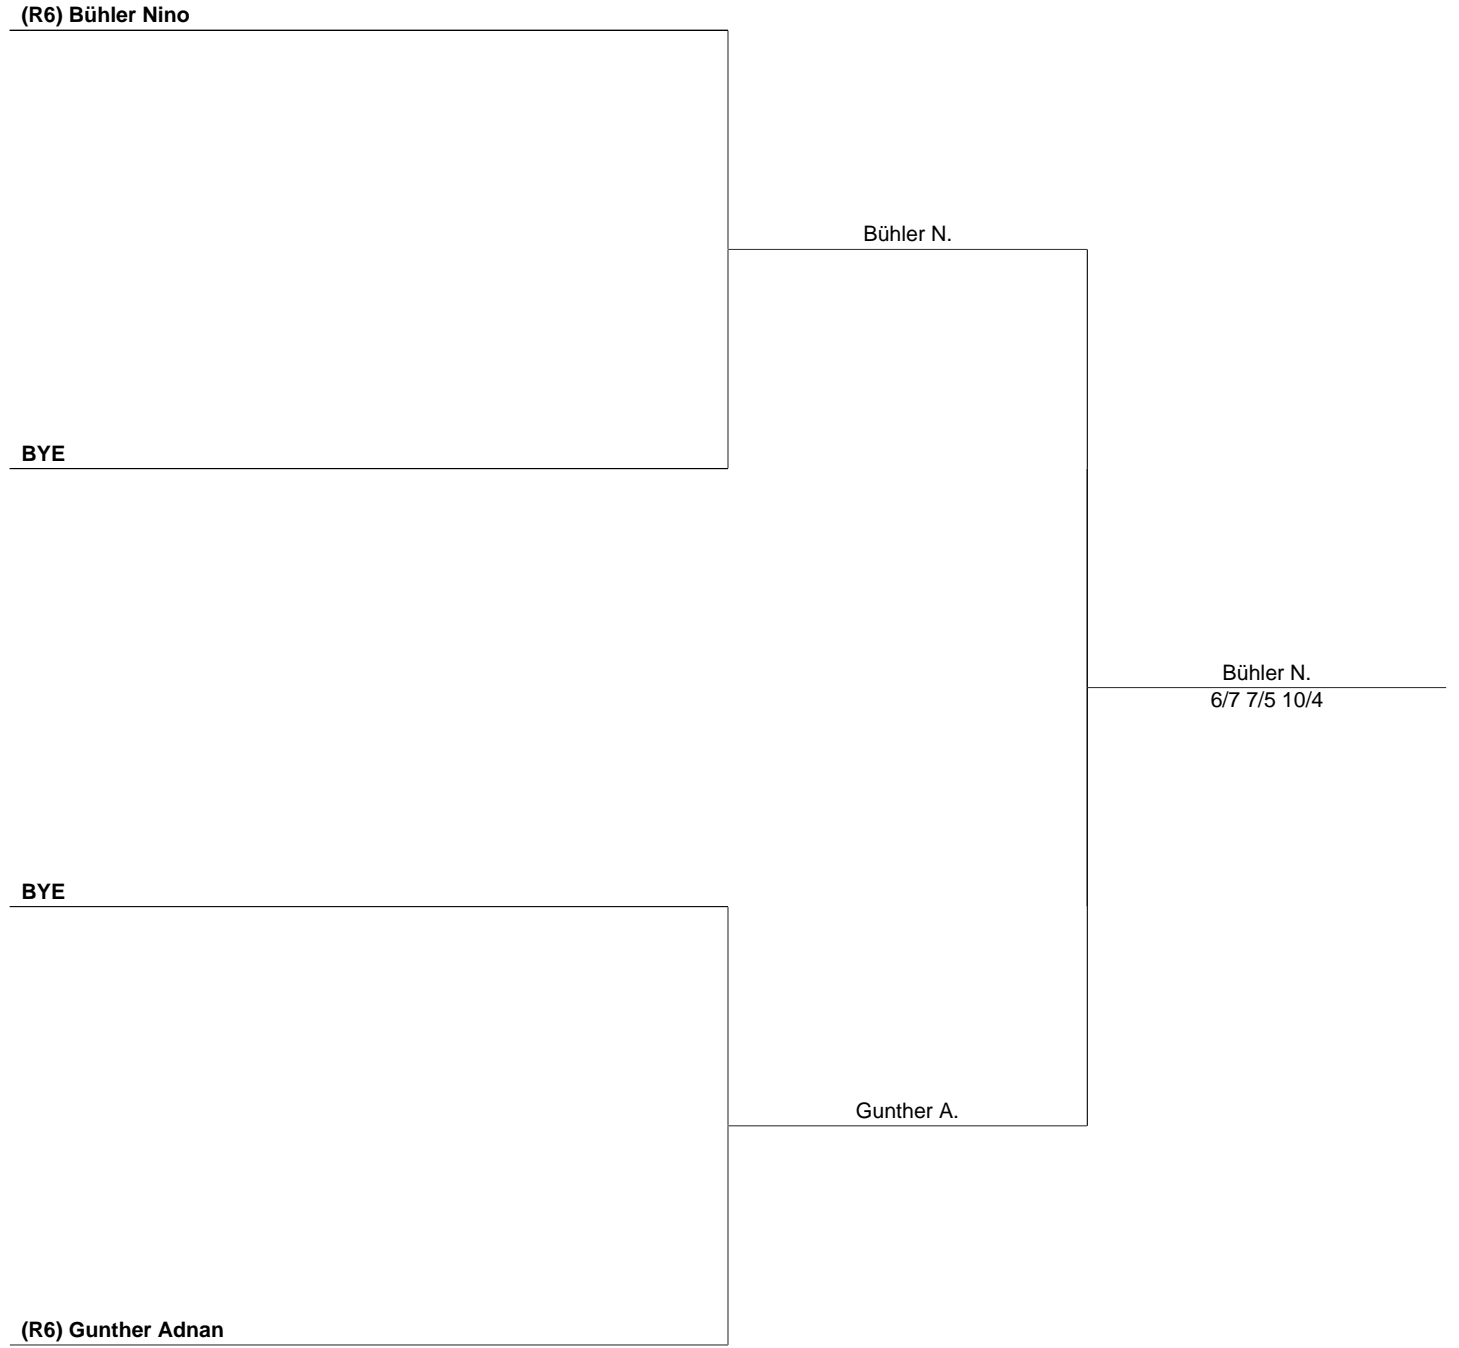 (R6) Bühler Nino
Bühler N.
BYE
Bühler N.
6/7 7/5 10/4
BYE
Gunther A.
(R6) Gunther Adnan